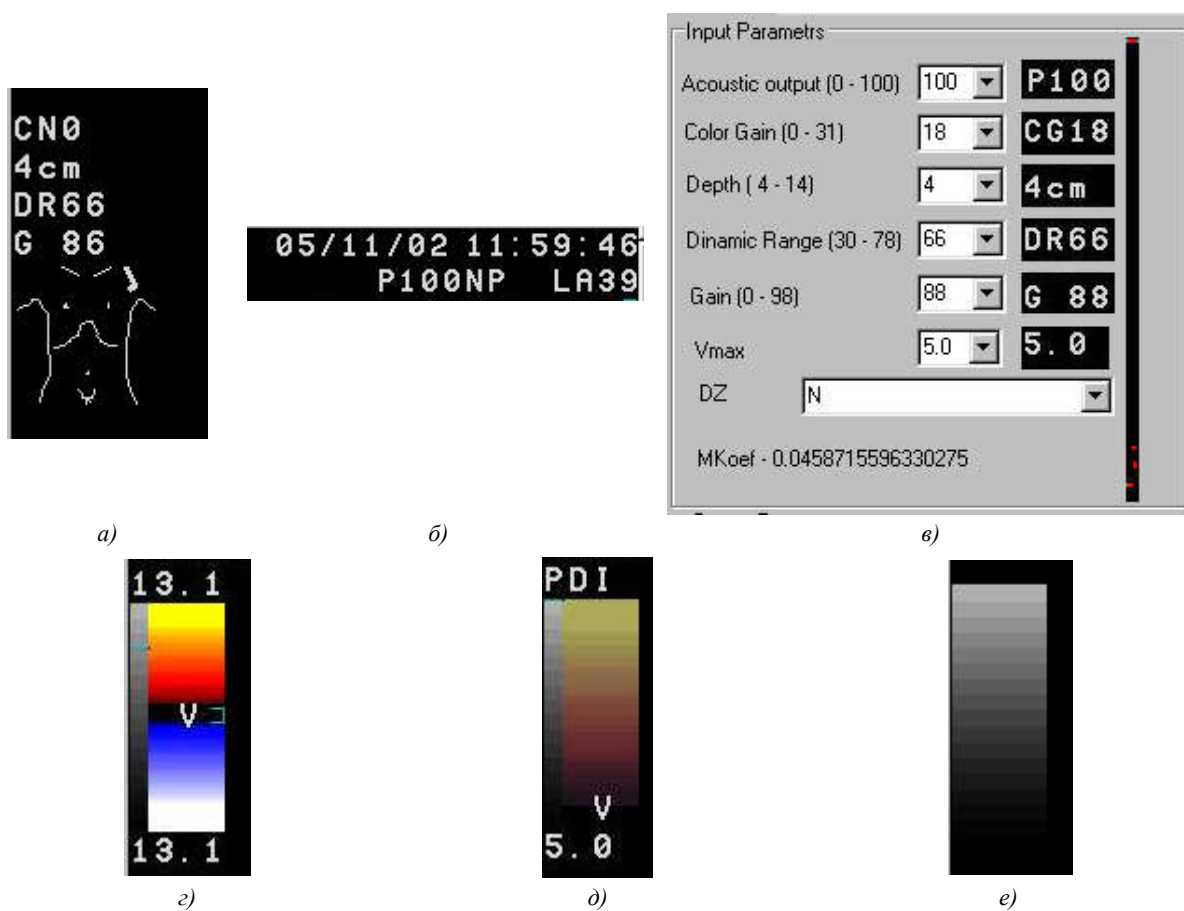 CN0
4cm
DR66
G 86
05/11/02 11:59:46
P100NP LA39
Input Parametrs
Acoustic output (0 - 100) 100 P100
Color Gain (0 - 31) 18 CG18
Depth ( 4 - 14) 4 4cm
Dinamic Range (30 - 78) 66 DR66
Gain (0 - 98) 88 G 88
Vmax 5.0 5.0
DZ N
MKoef - 0.0458715596330275
а) б) в)
13.1
V
13.1
PDI
V
5.0
г) д) е)